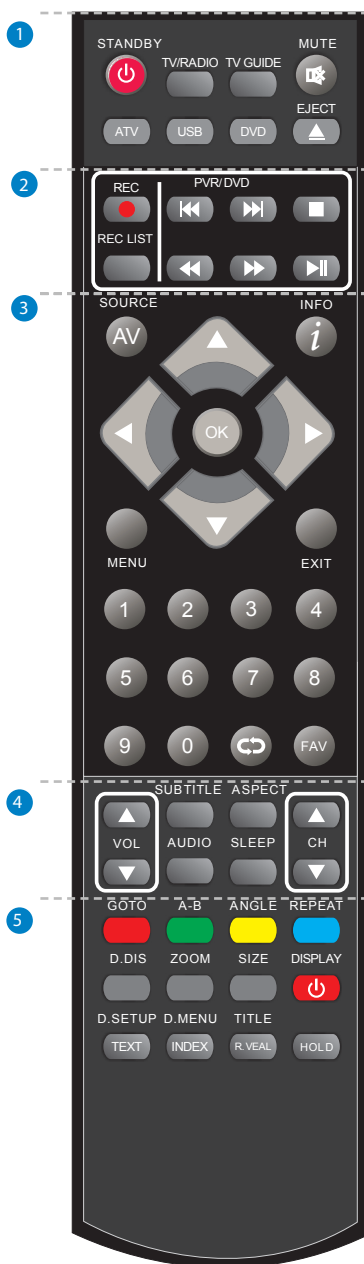 1
STANDBY MUTE
TV/RADIO TV GUIDE
EJECT
ATV USB DVD
2
REC PVR/DVD
REC LIST
3
SOURCE INFO
AV i
OK
MENU EXIT
1 2 3 4
5 6 7 8
9 0 FAV
4
SUBTITLE ASPECT
VOL AUDIO SLEEP CH
5
GOTO A-B ANGLE REPEAT
D.DIS ZOOM SIZE DISPLAY
D.SETUP D.MENU TITLE
TEXT INDEX R.VEAL HOLD